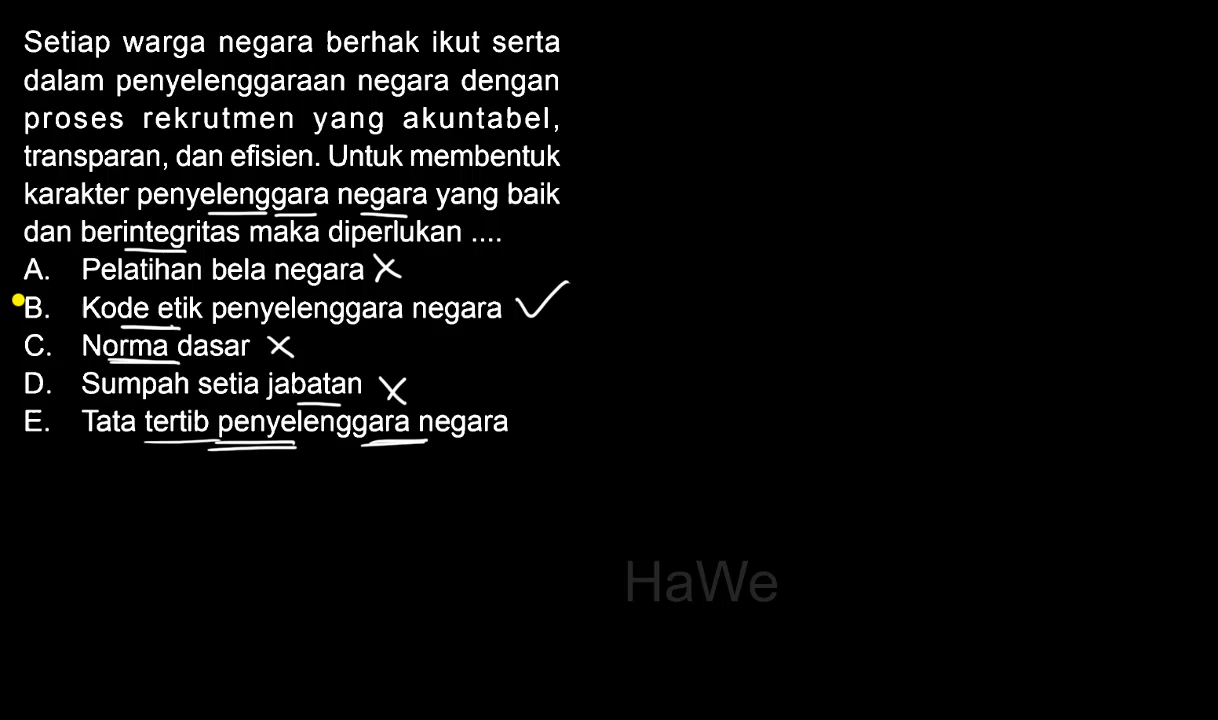 Setiap warga negara berhak ikut serta
dalam penyelenggaraan negara dengan
proses rekrutmen yang akuntabel,
transparan, dan efisien. Untuk membentuk
karakter penyelenggara negara yang baik
dan berintegritas maka diperlukan ....
A. Pelatihan bela negara
B. Kode etik penyelenggara negara
C. Norma dasar
D. Sumpah setia jabatan
E. Tata tertib penyelenggara negara
HaWe